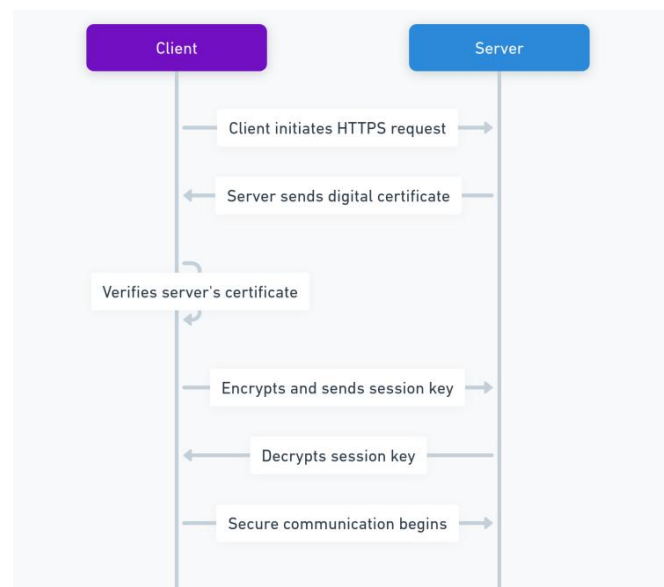 Client
Server
Client initiates HTTPS request
Server sends digital certificate
Verifies server's certificate
Encrypts and sends session key
Decrypts session key
Secure communication begins